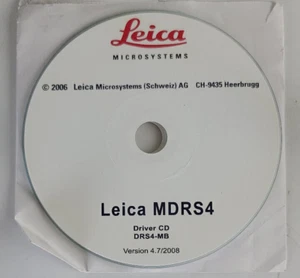 Leica
MICROSYSTEMS
© 2006 Leica Microsystems (Schweiz) AG CH-9435 Heerbrugg
Leica MDRS4
Driver CD
DRS4-MB
Version 4.7/2008